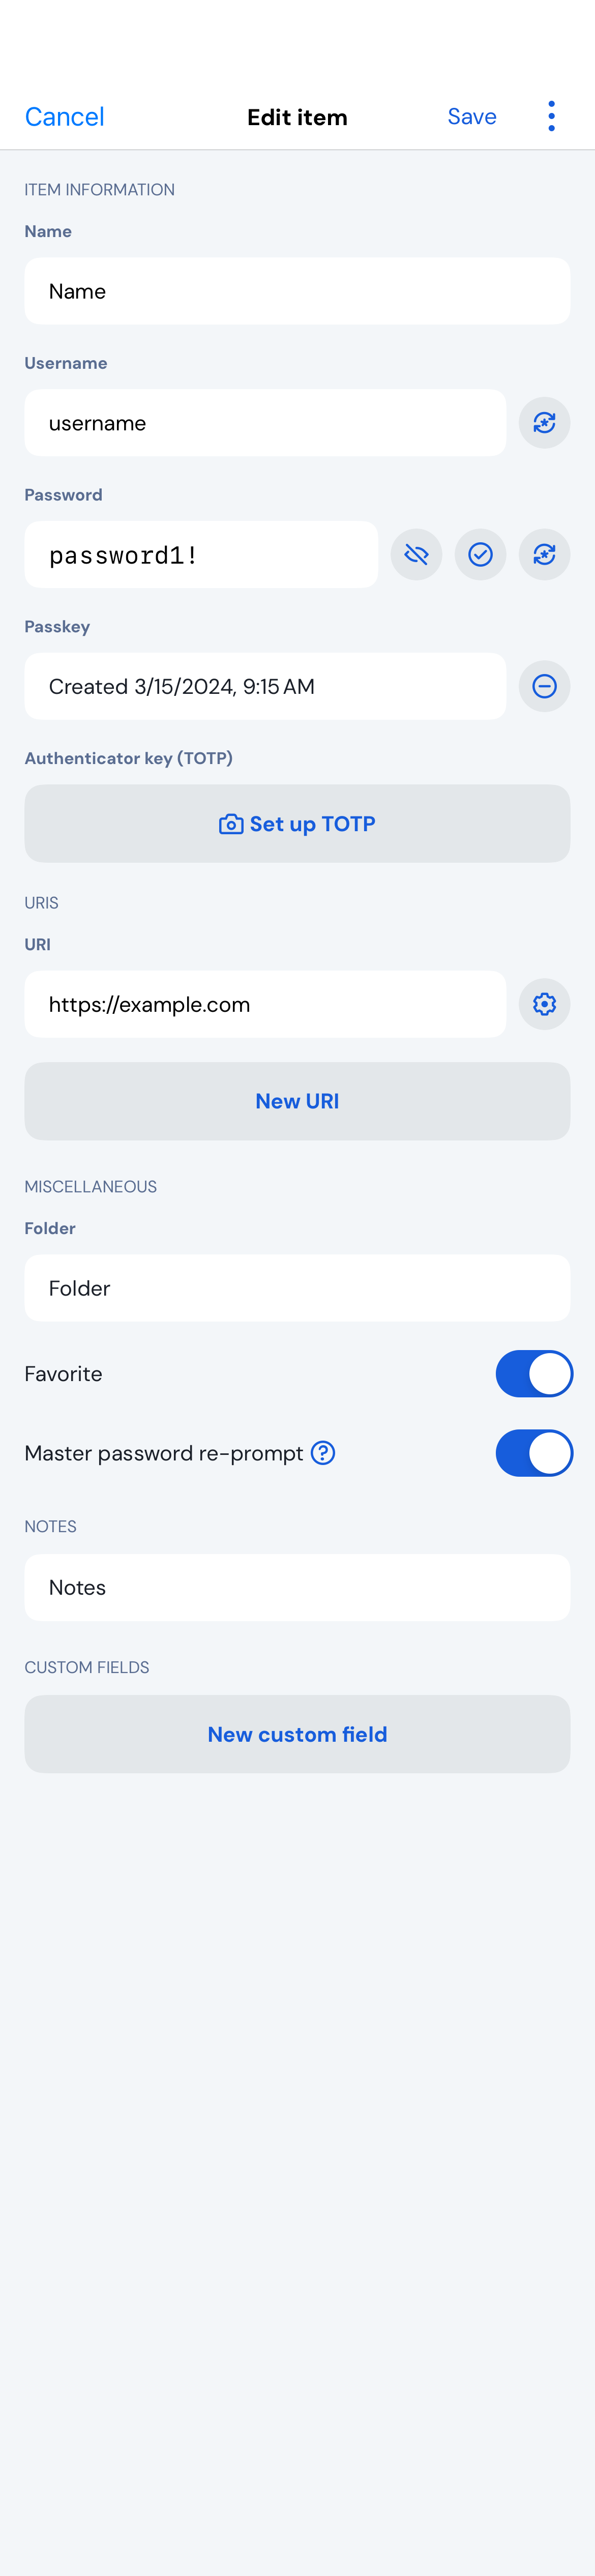 Cancel Edit item Save
ITEM INFORMATION
Name
Name
Username
username
Password
password1!
Passkey
Created 3/15/2024, 9:15 AM
Authenticator key (TOTP)
Set up TOTP
URIS
URI
https://example.com
New URI
MISCELLANEOUS
Folder
Folder
Favorite
Master password re-prompt ?
NOTES
Notes
CUSTOM FIELDS
New custom field